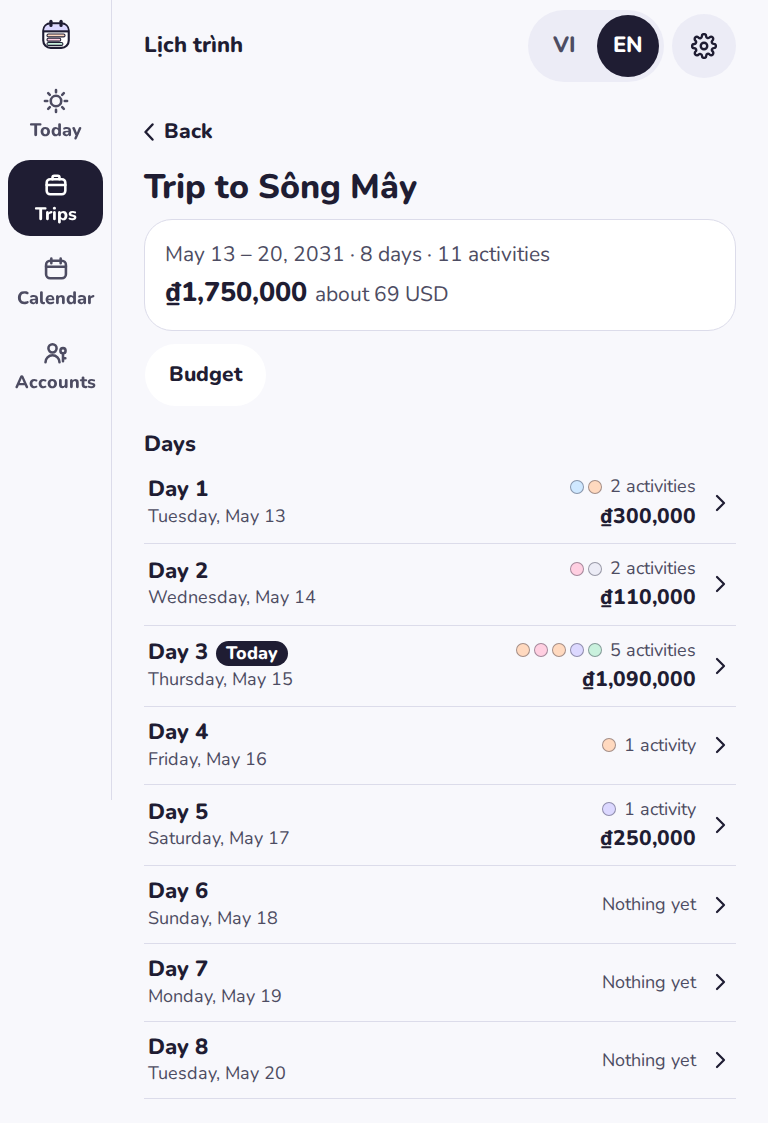 Lịch trình
VI
EN
Today
Trips
Calendar
Accounts
Back
Trip to Sông Mây
May 13 – 20, 2031 · 8 days · 11 activities
₫1,750,000 about 69 USD
Budget
Days
Day 1
2 activities
Tuesday, May 13
₫300,000
Day 2
2 activities
Wednesday, May 14
₫110,000
Day 3 Today
5 activities
Thursday, May 15
₫1,090,000
Day 4
1 activity
Friday, May 16
Day 5
1 activity
Saturday, May 17
₫250,000
Day 6
Nothing yet
Sunday, May 18
Day 7
Nothing yet
Monday, May 19
Day 8
Nothing yet
Tuesday, May 20